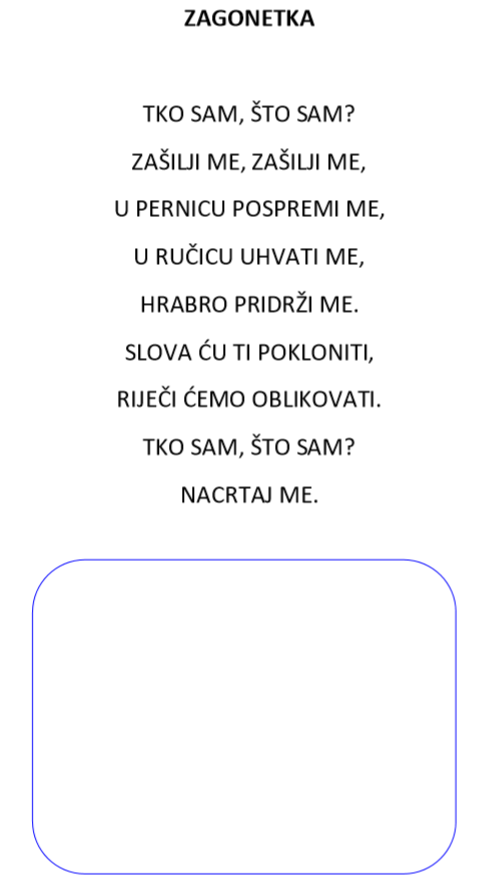 ZAGONETKA
TKO SAM, ŠTO SAM?
ZAŠILJI ME, ZAŠILJI ME,
U PERNICU POSPREMI ME,
U RUČICU UHVATI ME,
HRABRO PRIDRŽI ME.
SLOVA ĆU TI POKLONITI,
RIJEČI ĆEMO OBLIKOVATI.
TKO SAM, ŠTO SAM?
NACRTAJ ME.